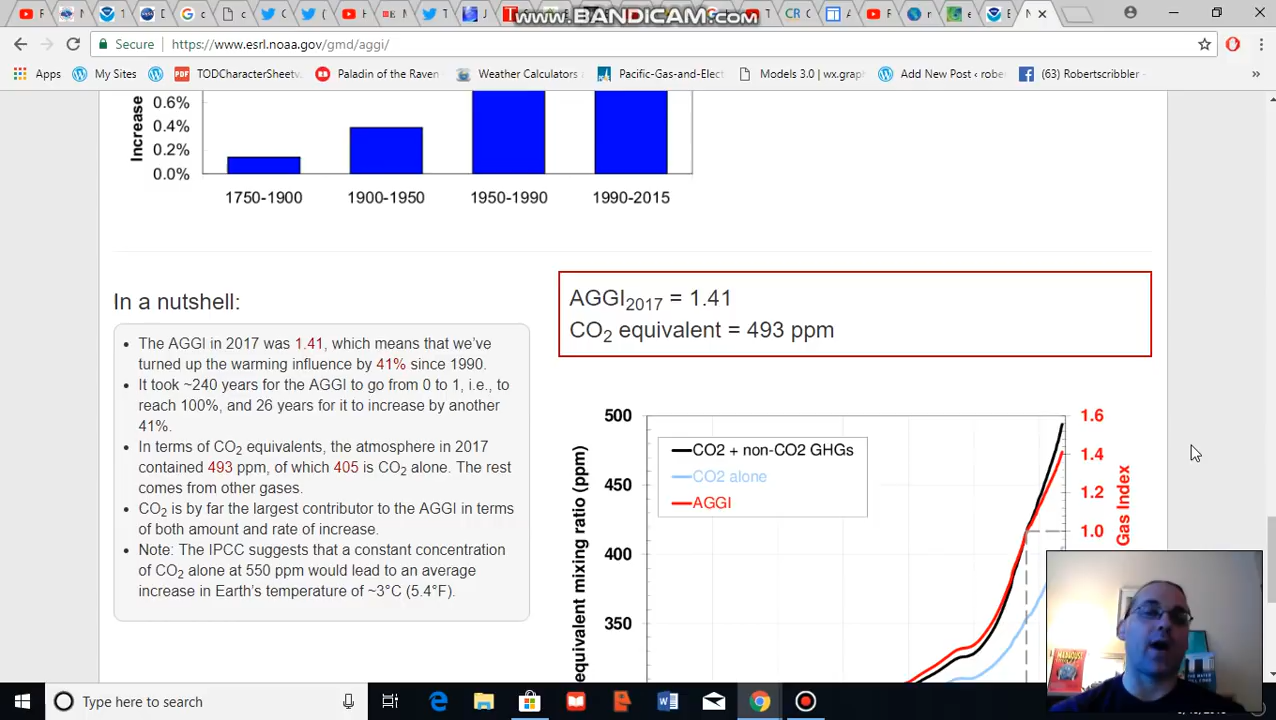 www.BANDICAM.com
Secure
https://www.esrl.noaa.gov/gmd/aggi/
Apps My Sites TODCharacterSheetv. Paladin of the Raven Weather Calculators Pacific-Gas-and-Elect Models 3.0 | wx.grap Add New Post ‹ robe (63) Robertscribbler - »
Increase
0.6%
0.4%
0.2%
0.0%
1750-1900 1900-1950 1950-1990 1990-2015
In a nutshell:
• The AGGI in 2017 was 1.41, which means that we've
turned up the warming influence by 41% since 1990.
• It took ~240 years for the AGGI to go from 0 to 1, i.e., to
reach 100%, and 26 years for it to increase by another
41%.
• In terms of CO2 equivalents, the atmosphere in 2017
contained 493 ppm, of which 405 is CO2 alone. The rest
comes from other gases.
• CO2 is by far the largest contributor to the AGGI in terms
of both amount and rate of increase.
• Note: The IPCC suggests that a constant concentration
of CO2 alone at 550 ppm would lead to an average
increase in Earth's temperature of ~3°C (5.4°F).
AGGI2017 = 1.41
CO2 equivalent = 493 ppm
equivalent mixing ratio (ppm)
500
450
400
350
CO2 + non-CO2 GHGs
CO2 alone
AGGI
1.6
1.4
1.2
1.0
Gas Index
Type here to search